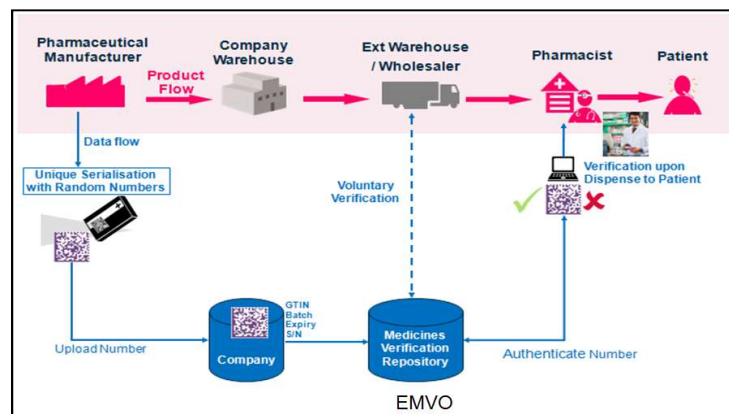 Pharmaceutical
Manufacturer
Company
Warehouse
Ext Warehouse
/ Wholesaler
Pharmacist
Patient
Product
Flow
Data flow
Unique Serialisation
with Random Numbers
Voluntary
Verification
Verification upon
Dispense to Patient
GTIN
Batch
Expiry
S/N
Upload Number
Company
Medicines
Verification
Repository
Authenticate Number
EMVO